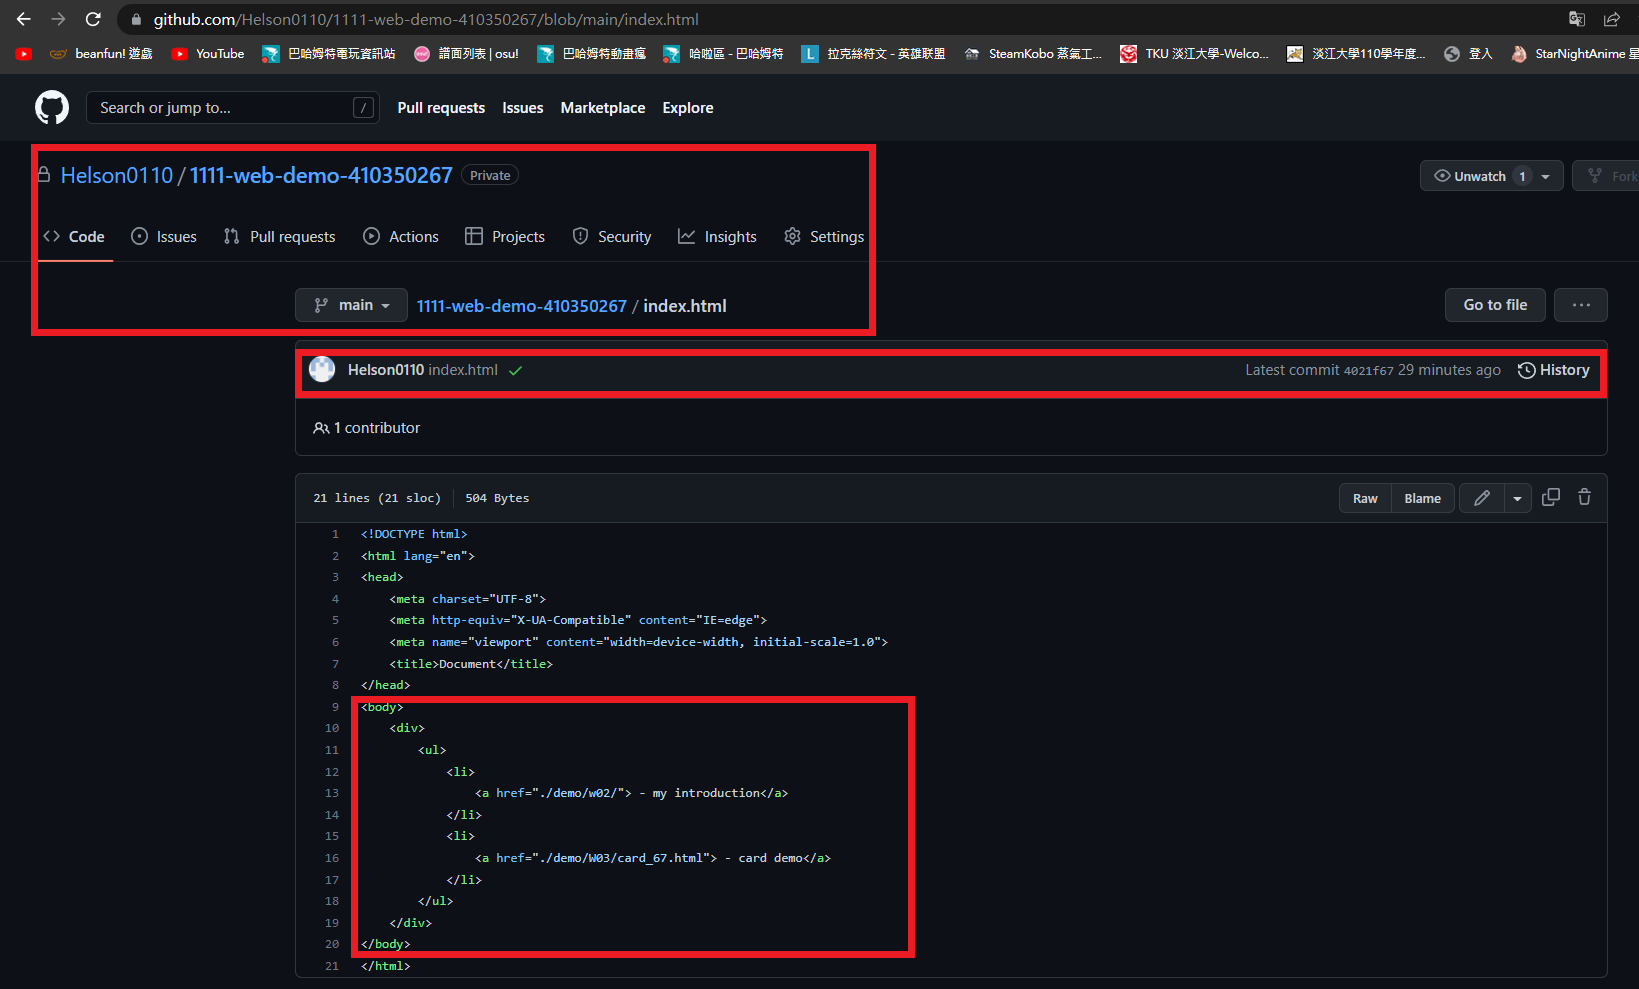 github.com/Helson0110/1111-web-demo-410350267/blob/main/index.html
beanfun! 遊戲 YouTube 巴哈姆特電玩資訊站 譜面列表 | osu! 巴哈姆特動畫瘋 哈啦區 - 巴哈姆特 拉克絲符文 - 英雄联盟 SteamKobo 蒸氣工... TKU 淡江大學-Welco... 淡江大學110學年度... 登入 StarNightAnime 星
Search or jump to... / Pull requests Issues Marketplace Explore
Helson0110 / 1111-web-demo-410350267 Private Unwatch 1 Fork
Code Issues Pull requests Actions Projects Security Insights Settings
main 1111-web-demo-410350267 / index.html Go to file ...
Helson0110 index.html Latest commit 4021f67 29 minutes ago History
1 contributor
21 lines (21 sloc) 504 Bytes Raw Blame
1 <!DOCTYPE html>
2 <html lang="en">
3 <head>
4 <meta charset="UTF-8">
5 <meta http-equiv="X-UA-Compatible" content="IE=edge">
6 <meta name="viewport" content="width=device-width, initial-scale=1.0">
7 <title>Document</title>
8 </head>
9 <body>
10 <div>
11 <ul>
12 <li>
13 <a href="./demo/w02/"> - my introduction</a>
14 </li>
15 <li>
16 <a href="./demo/W03/card_67.html"> - card demo</a>
17 </li>
18 </ul>
19 </div>
20 </body>
21 </html>